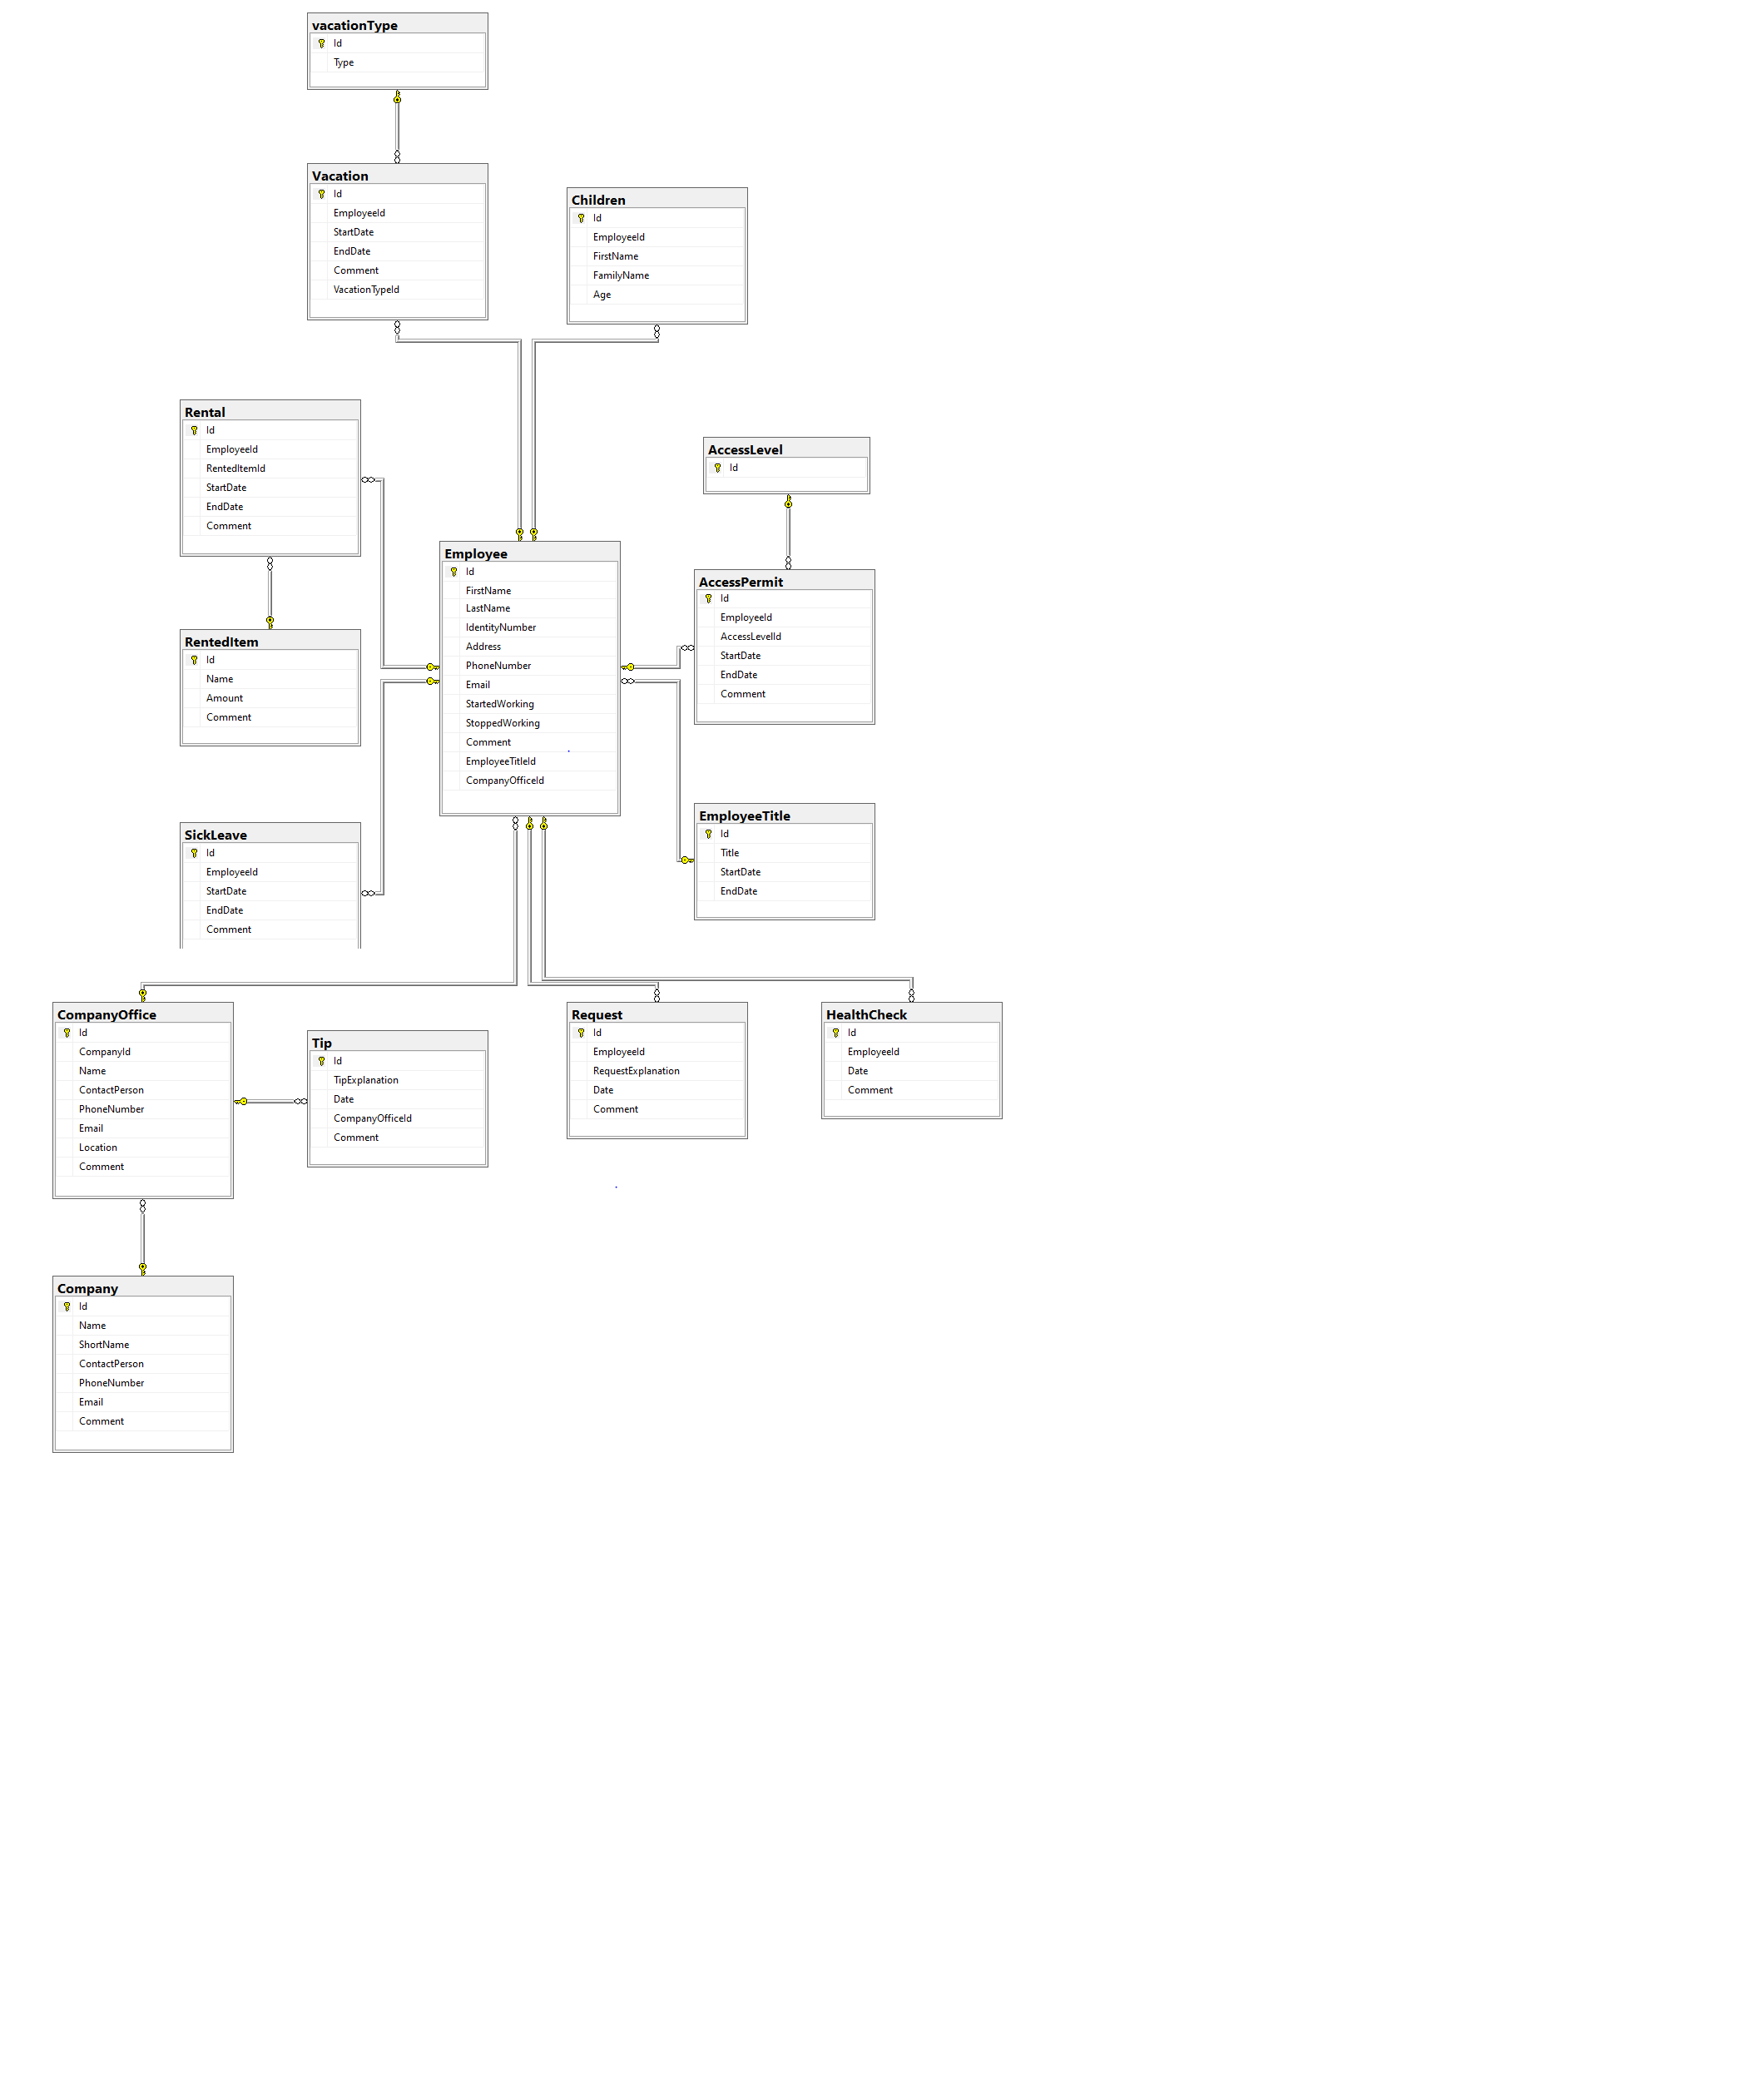 vacationType
Id
Type
Vacation
Id
EmployeeId
StartDate
EndDate
Comment
VacationTypeId
Children
Id
EmployeeId
FirstName
FamilyName
Age
Rental
Id
EmployeeId
RentedItemId
StartDate
EndDate
Comment
AccessLevel
Id
Employee
Id
FirstName
LastName
IdentityNumber
Address
PhoneNumber
Email
StartedWorking
StoppedWorking
Comment
EmployeeTitleId
CompanyOfficeId
AccessPermit
Id
EmployeeId
AccessLevelId
StartDate
EndDate
Comment
RentedItem
Id
Name
Amount
Comment
SickLeave
Id
EmployeeId
StartDate
EndDate
Comment
EmployeeTitle
Id
Title
StartDate
EndDate
CompanyOffice
Id
CompanyId
Name
ContactPerson
PhoneNumber
Email
Location
Comment
Tip
Id
TipExplanation
Date
CompanyOfficeId
Comment
Request
Id
EmployeeId
RequestExplanation
Date
Comment
HealthCheck
Id
EmployeeId
Date
Comment
Company
Id
Name
ShortName
ContactPerson
PhoneNumber
Email
Comment